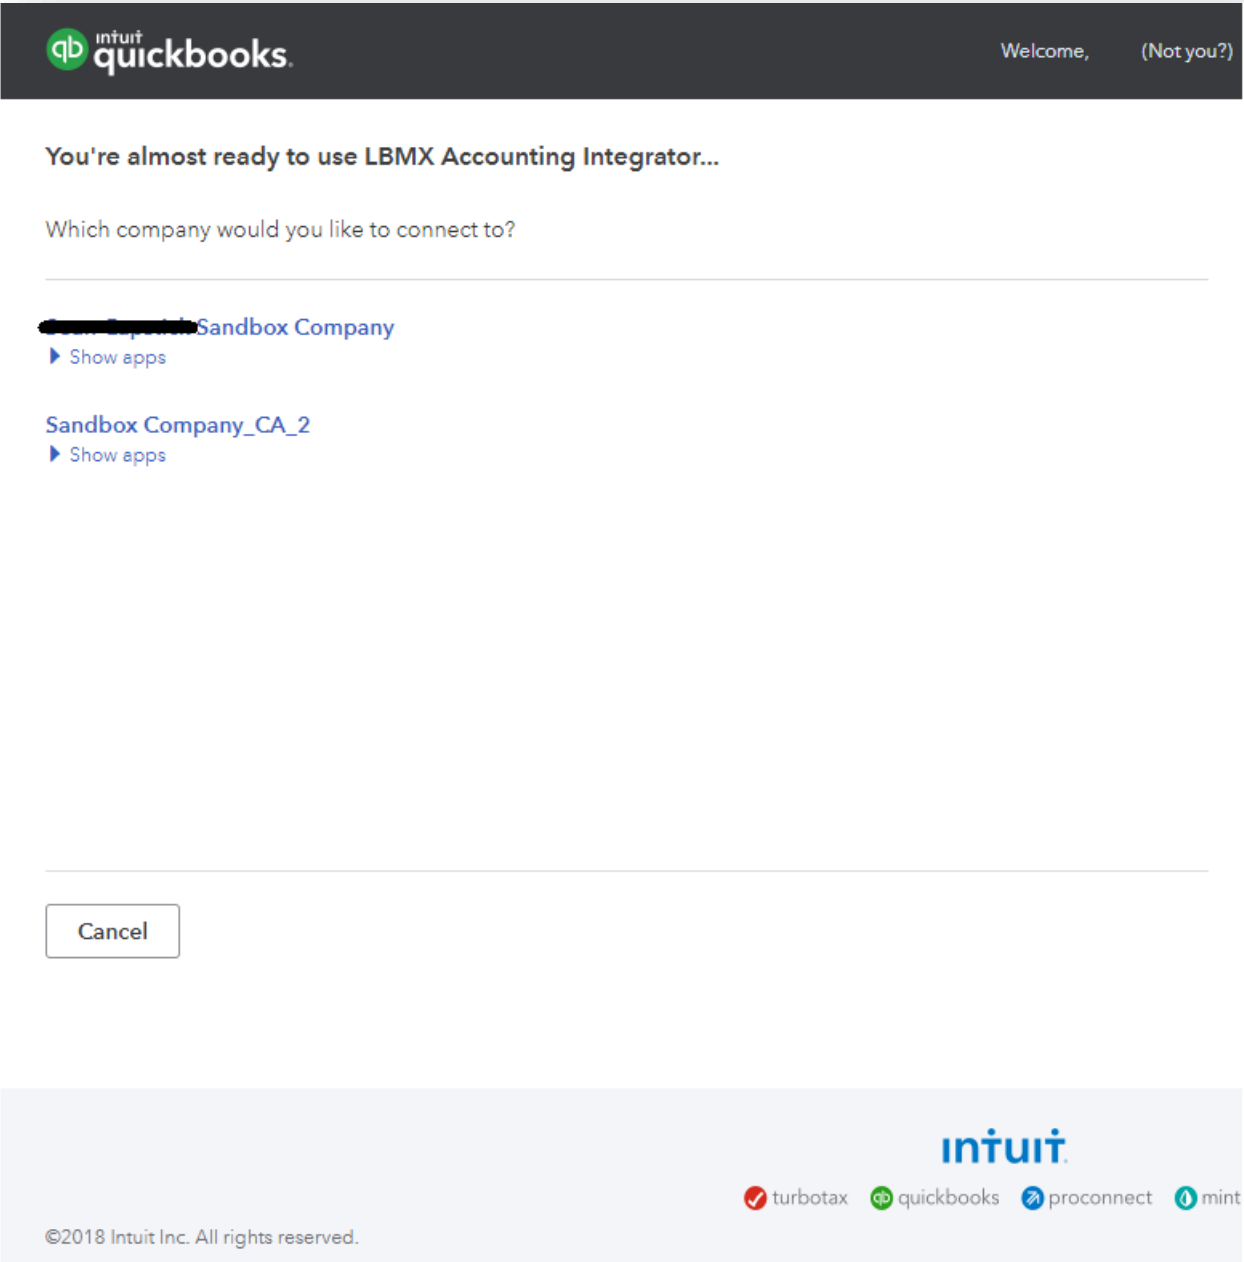 intuit
quickbooks.
Welcome, (Not you?)
You're almost ready to use LBMX Accounting Integrator...
Which company would you like to connect to?
Sandbox Company
Show apps
Sandbox Company_CA_2
Show apps
Cancel
intuit.
turbotax quickbooks proconnect mint
©2018 Intuit Inc. All rights reserved.